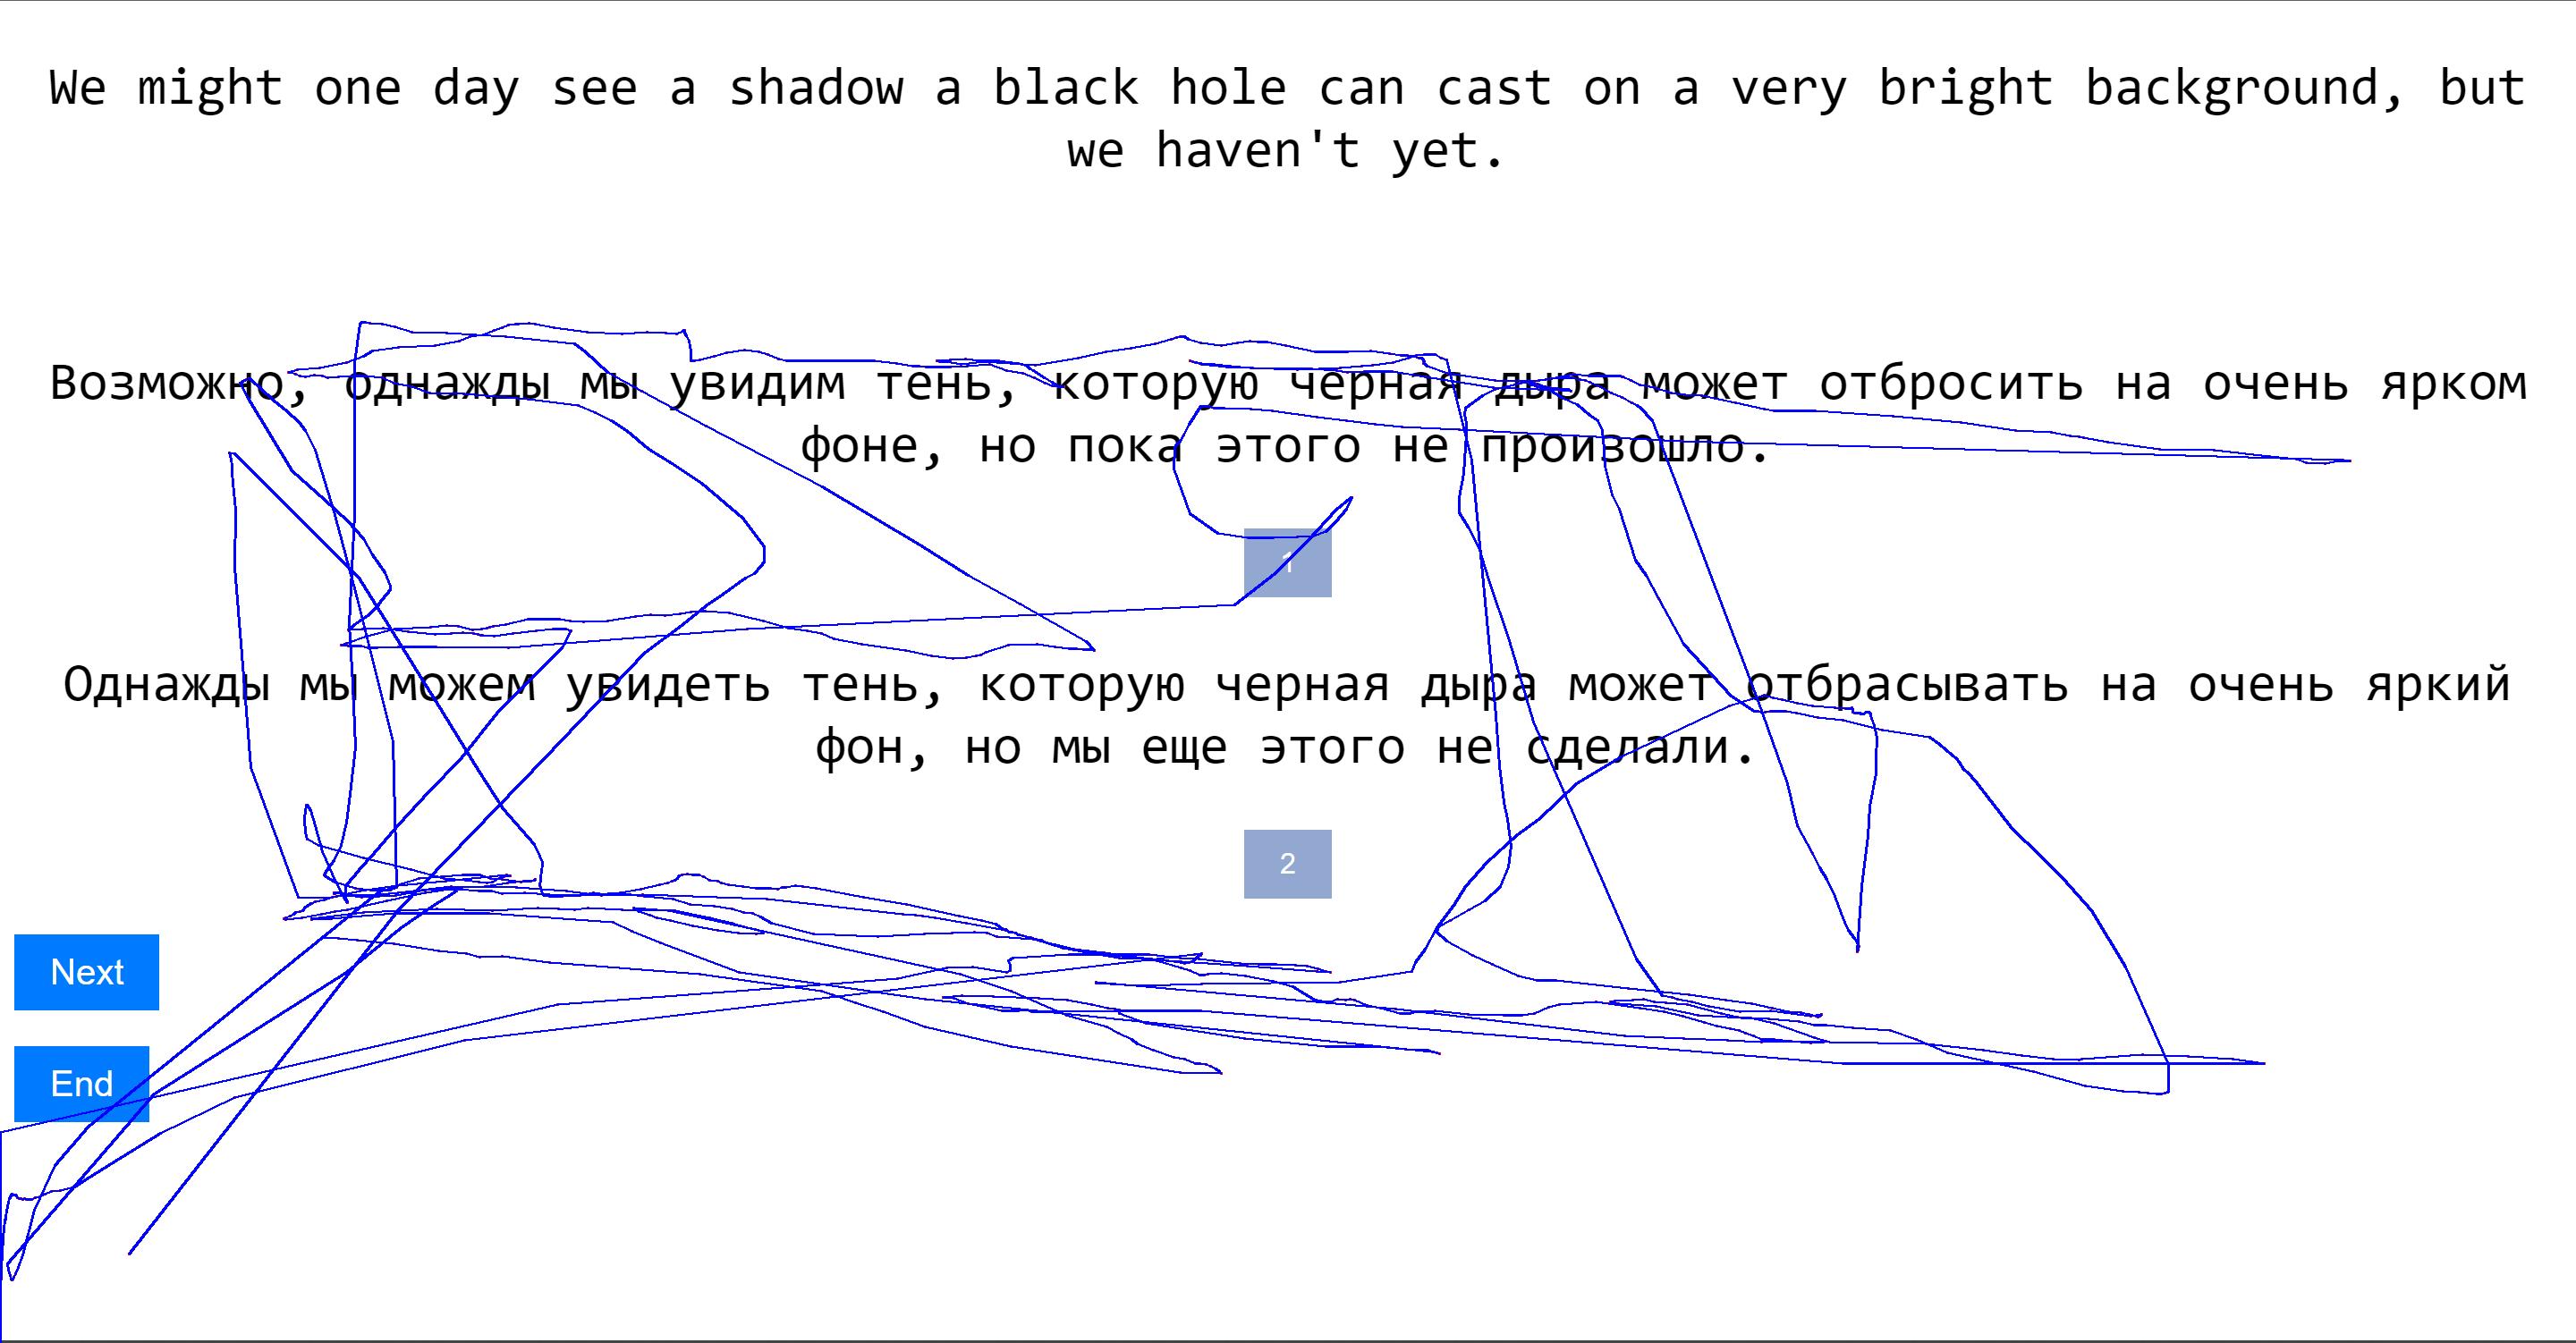 We might one day see a shadow a black hole can cast on a very bright background, but
we haven't yet.
Возможно, однажды мы увидим тень, которую черная дыра может отбросить на очень ярком
фоне, но пока этого не произошло.
1
Однажды мы можем увидеть тень, которую черная дыра может отбрасывать на очень яркий
фон, но мы еще этого не сделали.
2
Next
End